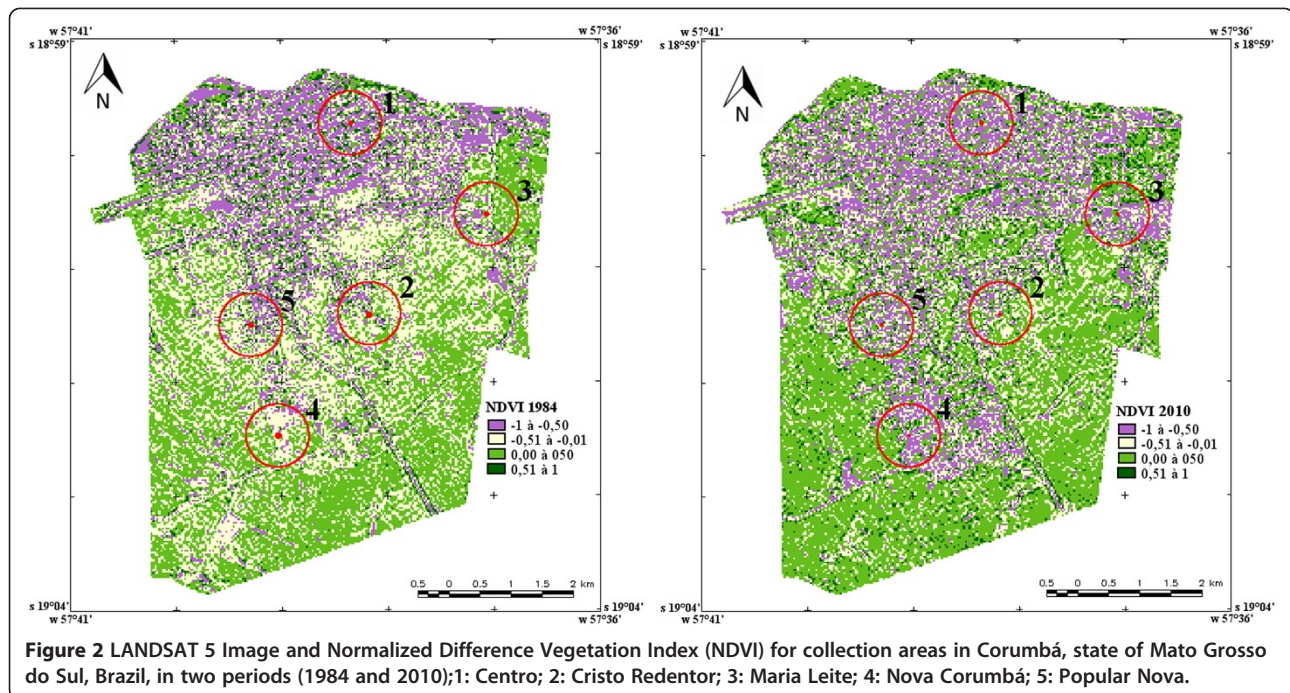 w 57°41'
s 18°59'
w 57°36'
s 18°59'
N
1
3
2
5
4
NDVI 1984
-1 à -0,50
-0,51 à -0,01
0,00 à 050
0,51 à 1
0.5 0 0.5 1 1.5 2 km
s 19°04'
w 57°41'
s 19°04'
w 57°36'
w 57°41'
s 18°59'
w 57°36'
s 18°59'
N
1
3
2
5
4
NDVI 2010
-1 à -0,50
-0,51 à -0,01
0,00 à 050
0,51 à 1
0.5 0 0.5 1 1.5 2 km
w 57°41'
s 19°04'
w 57°36'
Figure 2 LANDSAT 5 Image and Normalized Difference Vegetation Index (NDVI) for collection areas in Corumbá, state of Mato Grosso
do Sul, Brazil, in two periods (1984 and 2010);1: Centro; 2: Cristo Redentor; 3: Maria Leite; 4: Nova Corumbá; 5: Popular Nova.